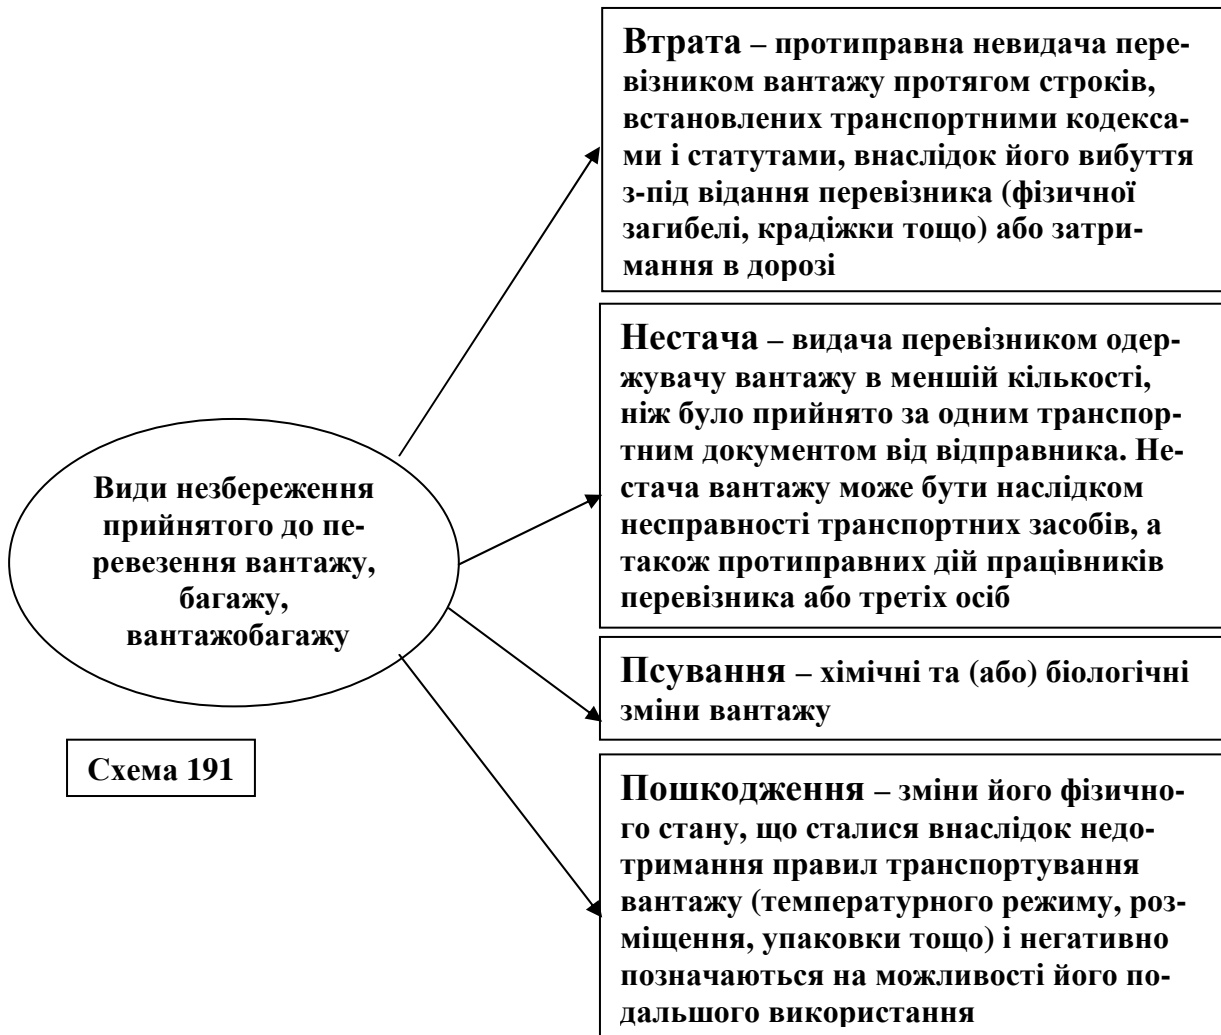 Втрата – протиправна невидача пере-
візником вантажу протягом строків,
встановлених транспортними кодекса-
ми і статутами, внаслідок його вибуття
з-під відання перевізника (фізичної
загибелі, крадіжки тощо) або затри-
мання в дорозі
Нестача – видача перевізником одер-
жувачу вантажу в меншій кількості,
ніж було прийнято за одним транспор-
тним документом від відправника. Не-
стача вантажу може бути наслідком
несправності транспортних засобів, а
також протиправних дій працівників
перевізника або третіх осіб
Види незбереження
прийнятого до пе-
ревезення вантажу,
багажу,
вантажобагажу
Псування – хімічні та (або) біологічні
зміни вантажу
Схема 191
Пошкодження – зміни його фізично-
го стану, що сталися внаслідок недо-
тримання правил транспортування
вантажу (температурного режиму, роз-
міщення, упаковки тощо) і негативно
позначаються на можливості його по-
дальшого використання